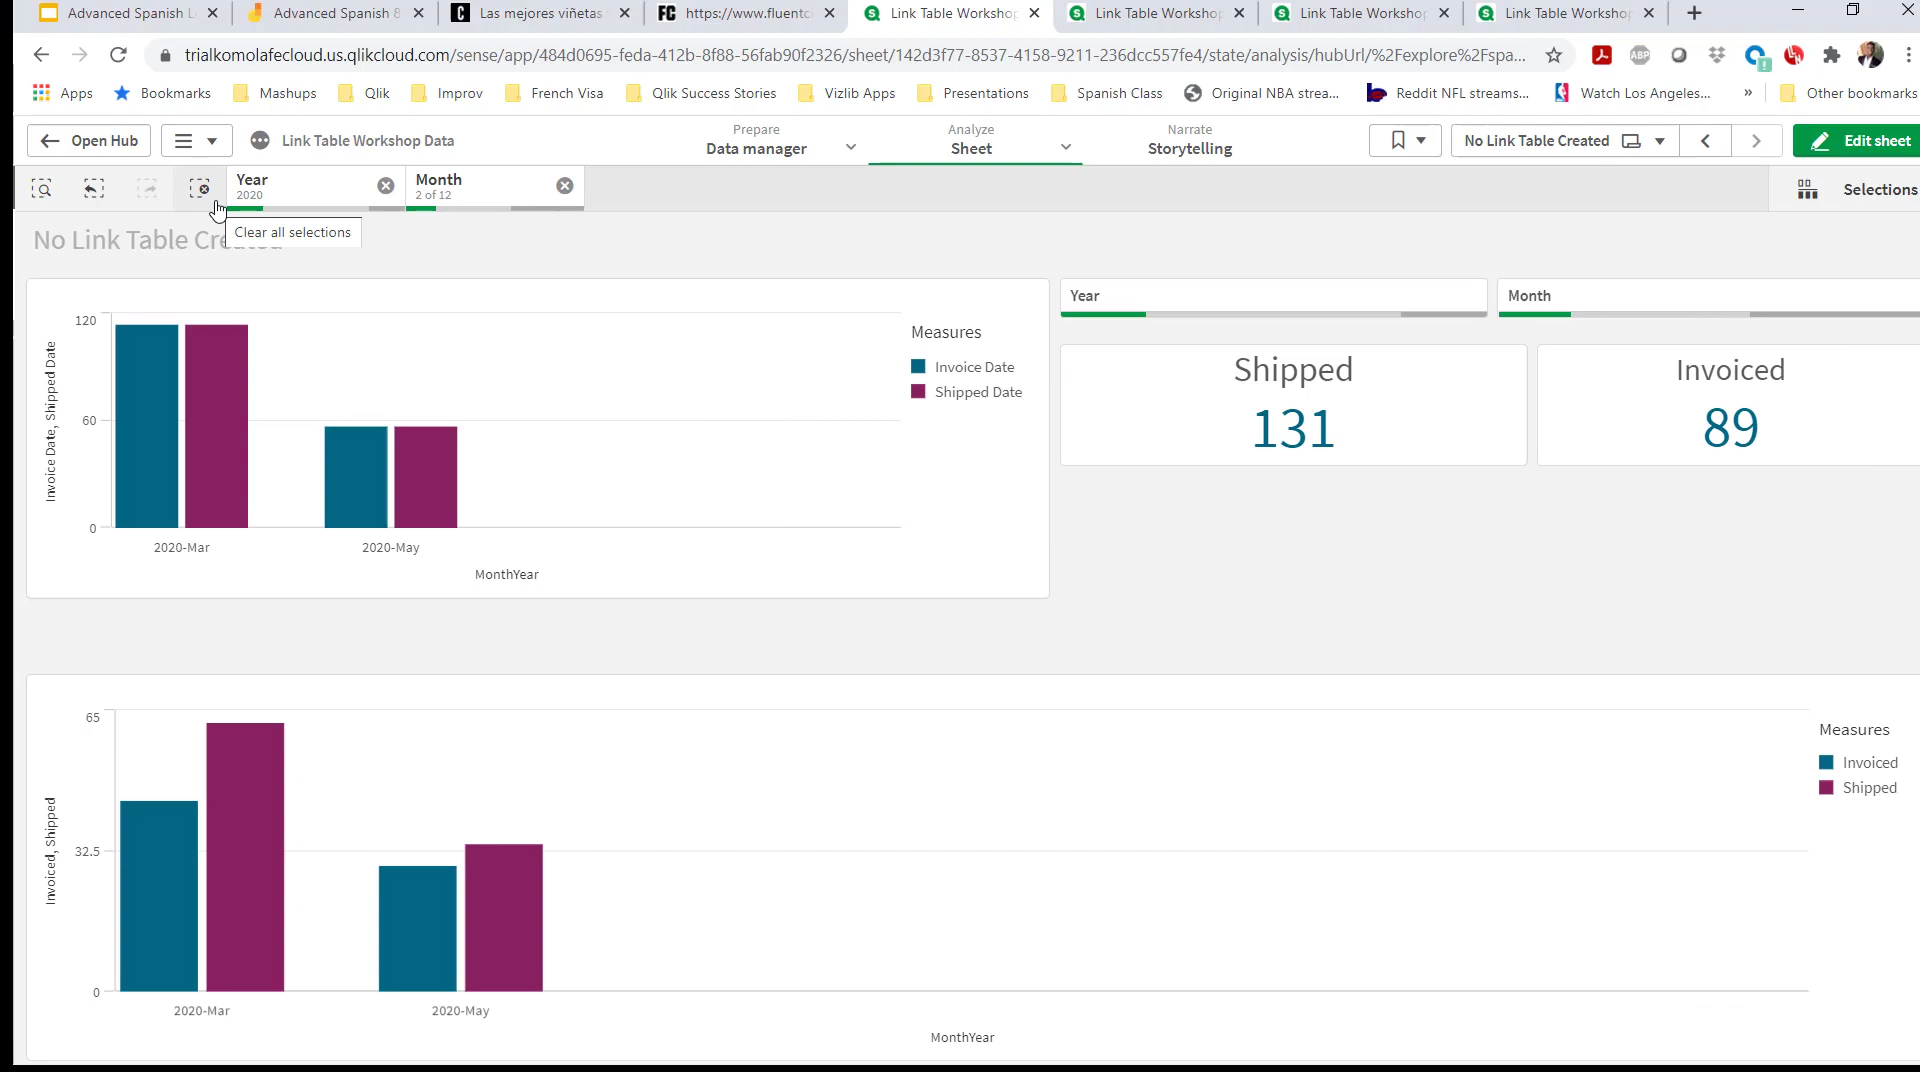 Advanced Spanish L
Advanced Spanish 8
Las mejores viñetas
https://www.fluentc
Link Table Workshop
Link Table Workshop
Link Table Workshop
Link Table Workshop
trialkomolafecloud.us.qlikcloud.com/sense/app/484d0695-feda-412b-8f88-56fab90f2326/sheet/142d3f77-8537-4158-9211-236dcc557fe4/state/analysis/hubUrl/%2Fexplore%2Fspa...
Apps
Bookmarks
Mashups
Qlik
Improv
French Visa
Qlik Success Stories
Vizlib Apps
Presentations
Spanish Class
Original NBA strea...
Reddit NFL streams...
Watch Los Angeles...
»
Other bookmarks
Open Hub
Link Table Workshop Data
Prepare
Data manager
Analyze
Sheet
Narrate
Storytelling
No Link Table Created
Edit sheet
Year
2020
Month
2 of 12
Selections
No Link Table Created
Clear all selections
120
60
0
Invoice Date, Shipped Date
2020-Mar
2020-May
MonthYear
Measures
Invoice Date
Shipped Date
Year
Month
Shipped
131
Invoiced
89
65
32.5
0
Invoiced, Shipped
2020-Mar
2020-May
MonthYear
Measures
Invoiced
Shipped